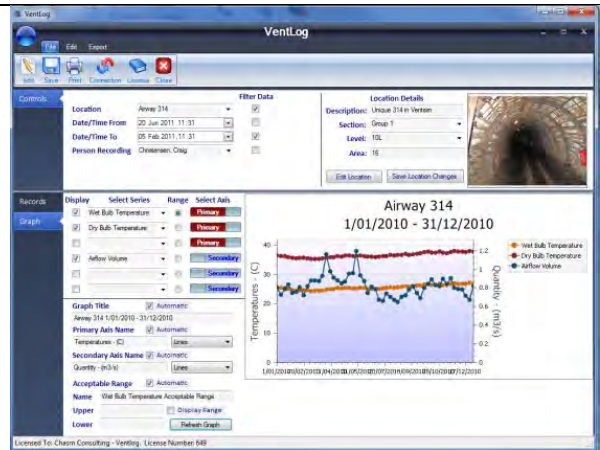 VentLog
VentLog
File Edit Export
Edit Save Print Connection License Close
Controls
Filter Data
Location Airway 314
Date/Time From 20 Jun 2011, 11:31
Date/Time To 05 Feb 2011, 11:31
Person Recording Christensen, Craig
Location Details
Description: Unique 314 in Ventsim
Section: Group 1
Level: 10L
Area: 16
Edit Location Save Location Changes
Records
Graph
Display Select Series Range Select Axis
Wet Bulb Temperature Primary
Dry Bulb Temperature Primary
Primary
Airflow Volume Secondary
Secondary
Secondary
Graph Title Automatic
Airway 314 1/01/2010 - 31/12/2010
Primary Axis Name Automatic
Temperatures - (C) Lines
Secondary Axis Name Automatic
Quantity - (m3/s) Lines
Acceptable Range Automatic
Name Wet Bulb Temperature Acceptable Range
Upper Display Range
Lower Refresh Graph
Airway 314
1/01/2010 - 31/12/2010
Temperatures - (C)
40
30
20
10
0
1.2
1
0.8
0.6
0.4
0.2
0
Quantity - (m3/s)
Wet Bulb Temperature
Dry Bulb Temperature
Airflow Volume
Licensed To: Chasm Consulting - Ventlog. License Number: 649